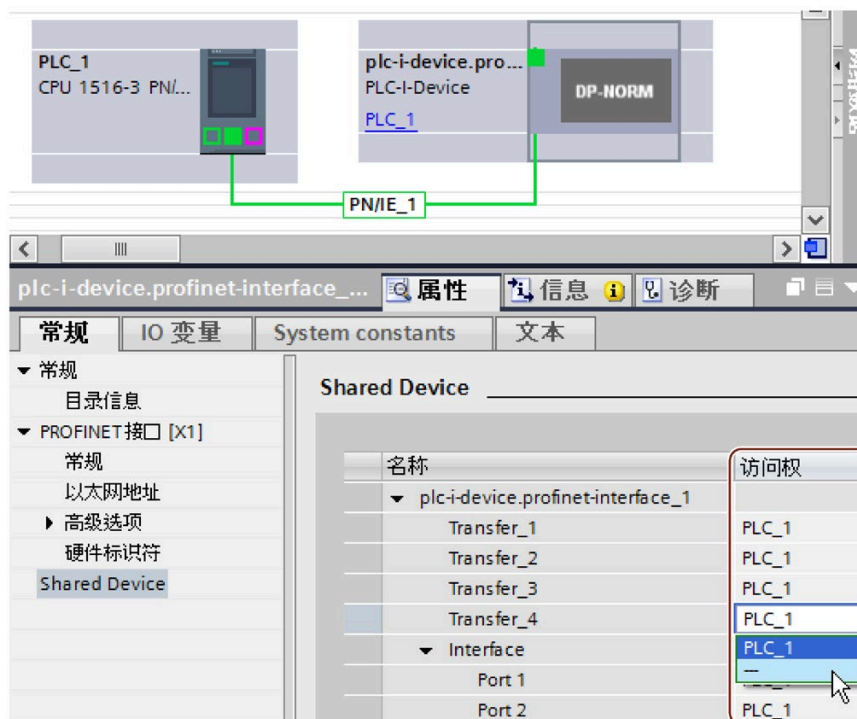 PLC_1
CPU 1516-3 PN/...
plc-i-device.pro...
PLC-I-Device
PLC_1
DP-NORM
PN/IE_1
plc-i-device.profinet-interface_...
属性
信息
诊断
常规
IO 变量
System constants
文本
常规
目录信息
PROFINET接口 [X1]
常规
以太网地址
高级选项
硬件标识符
Shared Device
Shared Device
名称 访问权
plc-i-device.profinet-interface_1
Transfer_1 PLC_1
Transfer_2 PLC_1
Transfer_3 PLC_1
Transfer_4 PLC_1
Interface PLC_1
---
Port 1
Port 2 PLC_1